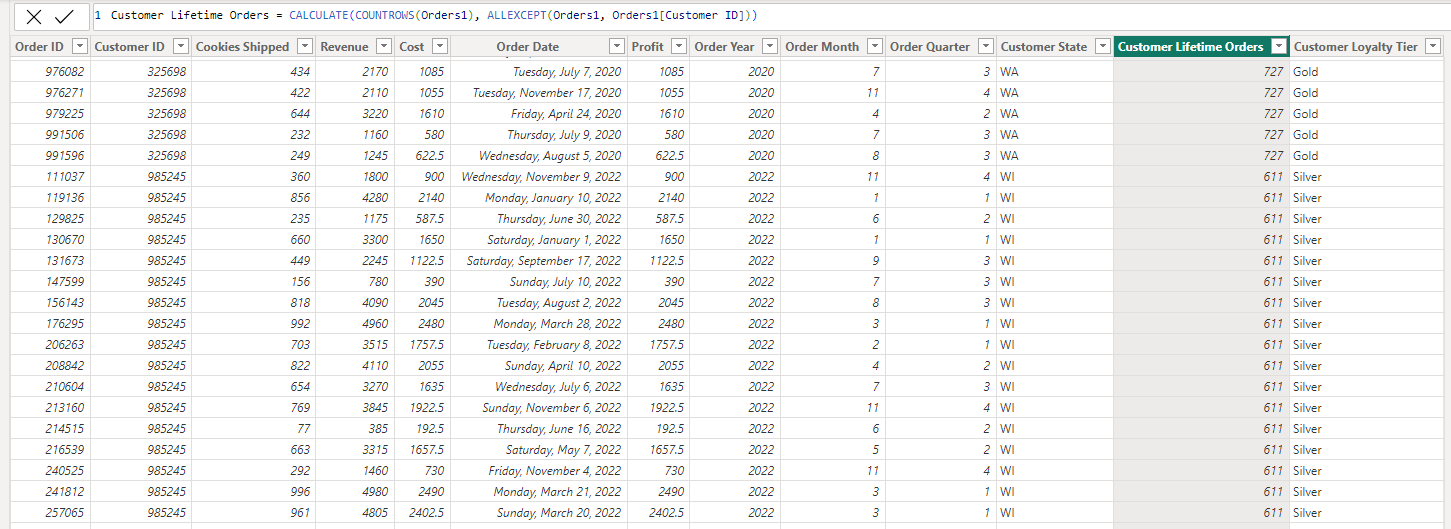 1 Customer Lifetime Orders = CALCULATE(COUNTROWS(Orders1), ALLEXCEPT(Orders1, Orders1[Customer ID]))
Order ID Customer ID Cookies Shipped Revenue Cost Order Date Profit Order Year Order Month Order Quarter Customer State Customer Lifetime Orders Customer Loyalty Tier
976082 325698 434 2170 1085 Tuesday, July 7, 2020 1085 2020 7 3 WA 727 Gold
976271 325698 422 2110 1055 Tuesday, November 17, 2020 1055 2020 11 4 WA 727 Gold
979225 325698 644 3220 1610 Friday, April 24, 2020 1610 2020 4 2 WA 727 Gold
991506 325698 232 1160 580 Thursday, July 9, 2020 580 2020 7 3 WA 727 Gold
991596 325698 249 1245 622.5 Wednesday, August 5, 2020 622.5 2020 8 3 WA 727 Gold
111037 985245 360 1800 900 Wednesday, November 9, 2022 900 2022 11 4 WI 611 Silver
119136 985245 856 4280 2140 Monday, January 10, 2022 2140 2022 1 1 WI 611 Silver
129825 985245 235 1175 587.5 Thursday, June 30, 2022 587.5 2022 6 2 WI 611 Silver
130670 985245 660 3300 1650 Saturday, January 1, 2022 1650 2022 1 1 WI 611 Silver
131673 985245 449 2245 1122.5 Saturday, September 17, 2022 1122.5 2022 9 3 WI 611 Silver
147599 985245 156 780 390 Sunday, July 10, 2022 390 2022 7 3 WI 611 Silver
156143 985245 818 4090 2045 Tuesday, August 2, 2022 2045 2022 8 3 WI 611 Silver
176295 985245 992 4960 2480 Monday, March 28, 2022 2480 2022 3 1 WI 611 Silver
206263 985245 703 3515 1757.5 Tuesday, February 8, 2022 1757.5 2022 2 1 WI 611 Silver
208842 985245 822 4110 2055 Sunday, April 10, 2022 2055 2022 4 2 WI 611 Silver
210604 985245 654 3270 1635 Wednesday, July 6, 2022 1635 2022 7 3 WI 611 Silver
213160 985245 769 3845 1922.5 Sunday, November 6, 2022 1922.5 2022 11 4 WI 611 Silver
214515 985245 77 385 192.5 Thursday, June 16, 2022 192.5 2022 6 2 WI 611 Silver
216539 985245 663 3315 1657.5 Saturday, May 7, 2022 1657.5 2022 5 2 WI 611 Silver
240525 985245 292 1460 730 Friday, November 4, 2022 730 2022 11 4 WI 611 Silver
241812 985245 996 4980 2490 Monday, March 21, 2022 2490 2022 3 1 WI 611 Silver
257065 985245 961 4805 2402.5 Sunday, March 20, 2022 2402.5 2022 3 1 WI 611 Silver